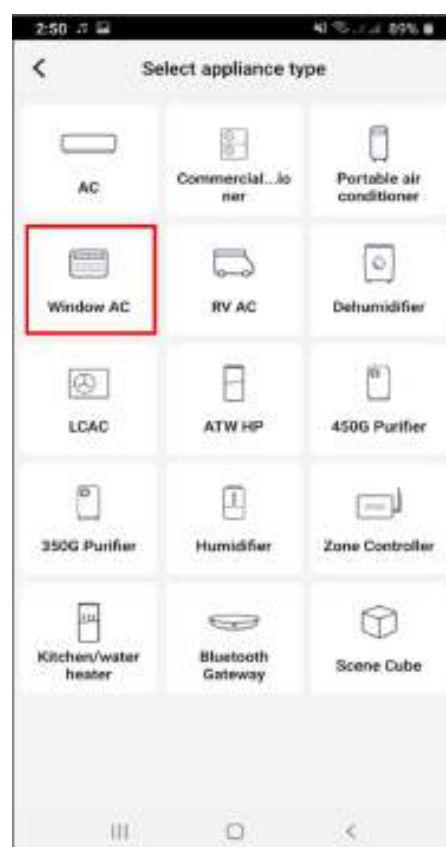 2:50
89%
Select appliance type
AC
Commercial...io
ner
Portable air
conditioner
Window AC
RV AC
Dehumidifier
LCAC
ATW HP
450G Purifier
350G Purifier
Humidifier
Zone Controller
Kitchen/water
heater
Bluetooth
Gateway
Scene Cube